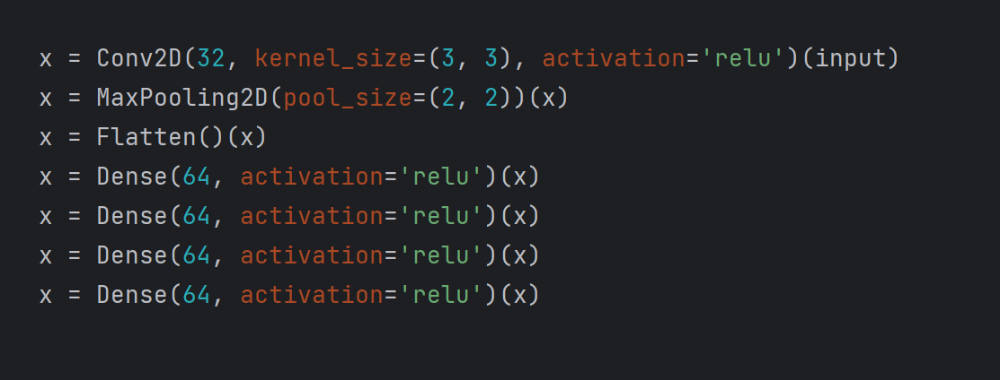 x = Conv2D(32, kernel_size=(3, 3), activation='relu')(input)
x = MaxPooling2D(pool_size=(2, 2))(x)
x = Flatten()(x)
x = Dense(64, activation='relu')(x)
x = Dense(64, activation='relu')(x)
x = Dense(64, activation='relu')(x)
x = Dense(64, activation='relu')(x)